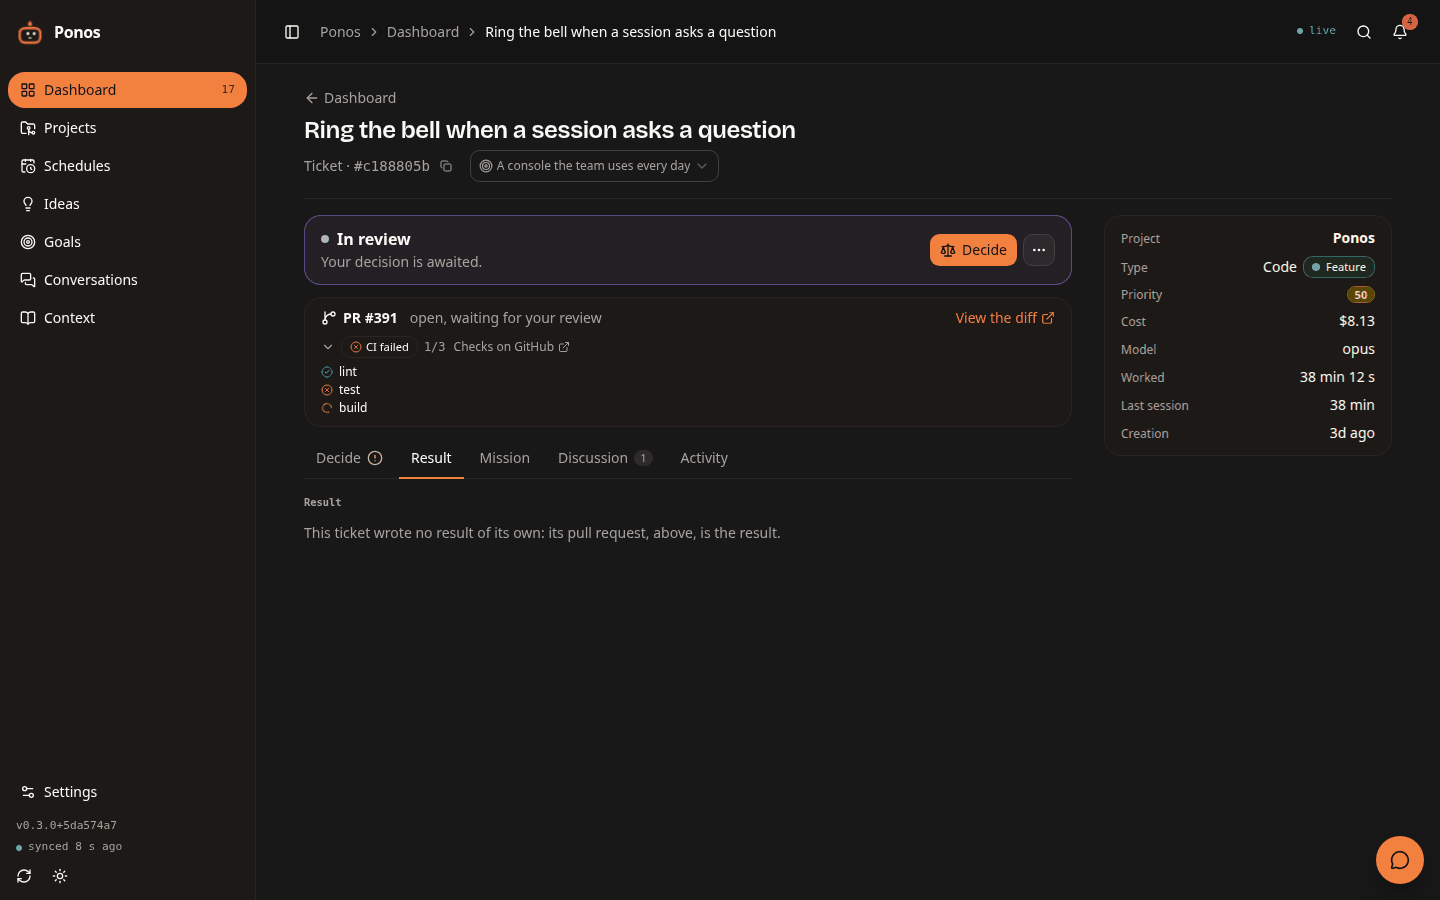 Ponos
Dashboard 17
Projects
Schedules
Ideas
Goals
Conversations
Context
Settings
v0.3.0+5da574a7
synced 8 s ago
Ponos > Dashboard > Ring the bell when a session asks a question
live
4
Dashboard
Ring the bell when a session asks a question
Ticket · #c188805b
A console the team uses every day
In review
Your decision is awaited.
Decide
PR #391 open, waiting for your review
View the diff
CI failed 1/3 Checks on GitHub
lint
test
build
Decide Result Mission Discussion 1 Activity
Result
This ticket wrote no result of its own: its pull request, above, is the result.
Project Ponos
Type Code Feature
Priority 50
Cost $8.13
Model opus
Worked 38 min 12 s
Last session 38 min
Creation 3d ago